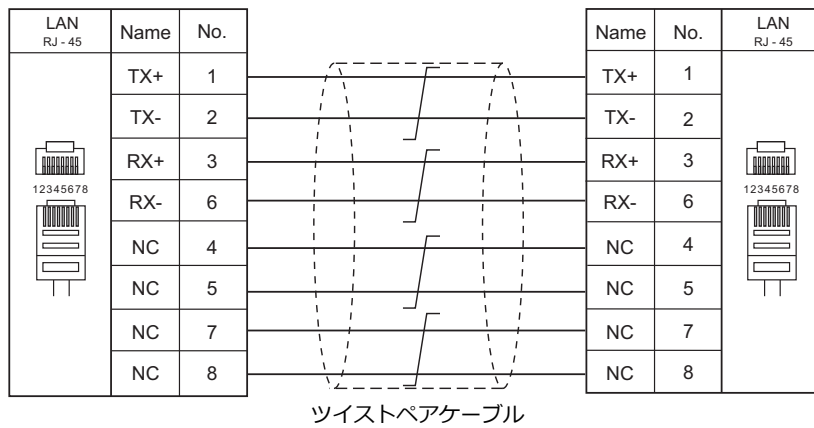 LAN
RJ - 45
Name No.
TX+ 1
TX- 2
RX+ 3
RX- 6
NC 4
NC 5
NC 7
NC 8
12345678
Name No.
LAN
RJ - 45
TX+ 1
TX- 2
RX+ 3
RX- 6
NC 4
NC 5
NC 7
NC 8
12345678
ツイストペアケーブル